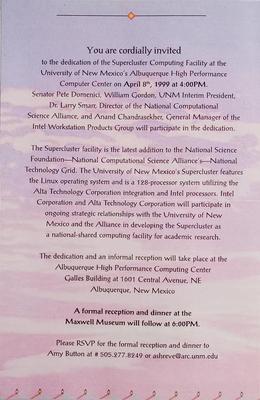 You are cordially invited
to the dedication of the Supercluster Computing Facility at the
University of New Mexico's Albuquerque High Performance
Computer Center on April 8th, 1999 at 4:00PM.
Senator Pete Domenici, William Gordon, UNM Interim President,
Dr. Larry Smarr, Director of the National Computational
Science Alliance, and Anand Chandrasekher, General Manager of the
Intel Workstation Products Group will participate in the dedication.
The Supercluster facility is the latest addition to the National Science
Foundation—National Computational Science Alliance's—National
Technology Grid. The University of New Mexico's Supercluster features
the Linux operating system and is a 128-processor system utilizing the
Alta Technology Corporation integration and Intel processors. Intel
Corporation and Alta Technology Corporation will participate in
ongoing strategic relationships with the University of New
Mexico and the Alliance in developing the Supercluster as
a national-shared computing facility for academic research.
The dedication and an informal reception will take place at the
Albuquerque High Performance Computing Center
Galles Building at 1601 Central Avenue, NE
Albuquerque, New Mexico
A formal reception and dinner at the
Maxwell Museum will follow at 6:00PM.
Please RSVP for the formal reception and dinner to
Amy Button at # 505.277.8249 or ashreve@arc.unm.edu